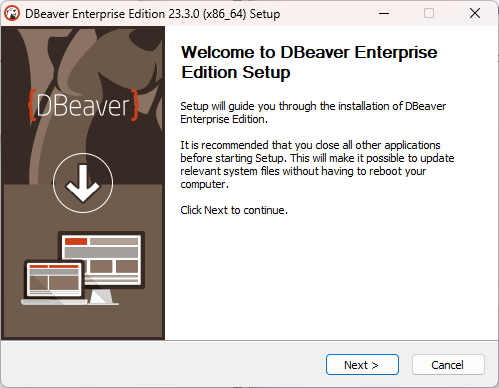 DBeaver Enterprise Edition 23.3.0 (x86_64) Setup
{DBeaver}
Welcome to DBeaver Enterprise
Edition Setup
Setup will guide you through the installation of DBeaver
Enterprise Edition.
It is recommended that you close all other applications
before starting Setup. This will make it possible to update
relevant system files without having to reboot your
computer.
Click Next to continue.
Next >
Cancel